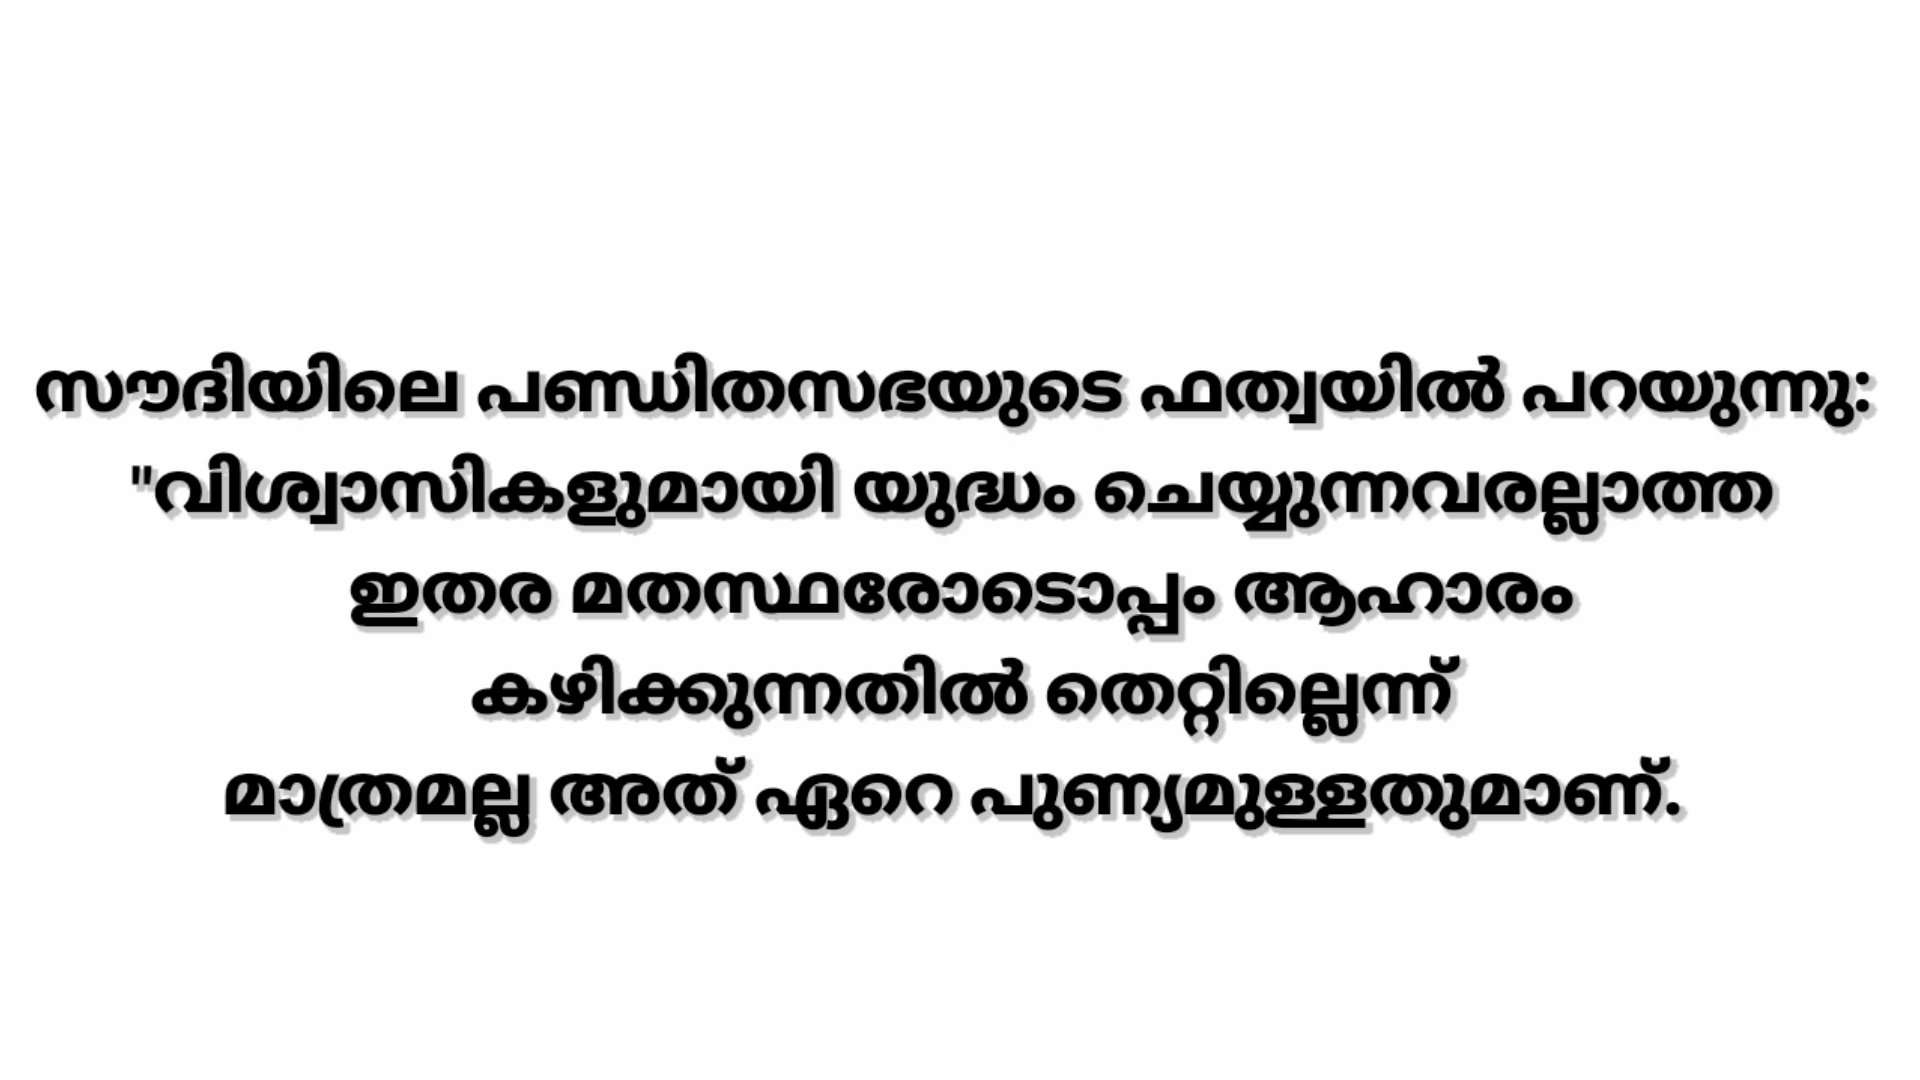 സൗദിയിലെ പണ്ഡിതസഭയുടെ ഫത്വയിൽ പറയുന്നു:
"വിശ്വാസികളുമായി യുദ്ധം ചെയ്യുന്നവരല്ലാത്ത
ഇതര മതസ്ഥരോടൊപ്പം ആഹാരം
കഴിക്കുന്നതിൽ തെറ്റില്ലെന്ന്
മാത്രമല്ല അത് ഏറെ പുണ്യമുള്ളതുമാണ്.